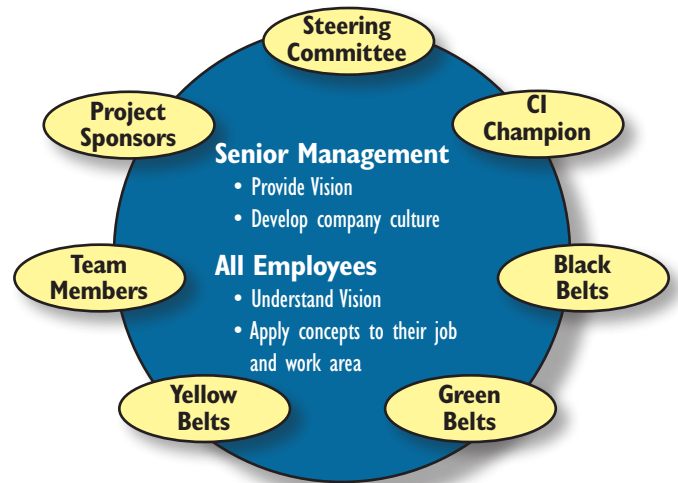 Steering
Committee
CI
Champion
Project
Sponsors
Senior Management
• Provide Vision
• Develop company culture
All Employees
• Understand Vision
• Apply concepts to their job
and work area
Team
Members
Black
Belts
Yellow
Belts
Green
Belts